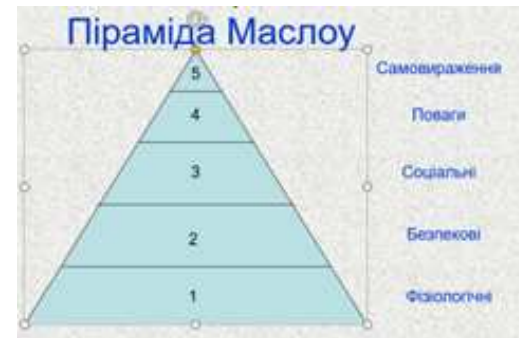 Піраміда Маслоу
5 Самовираження
4 Поваги
3 Соціальні
2 Безпекові
1 Фізіологічні